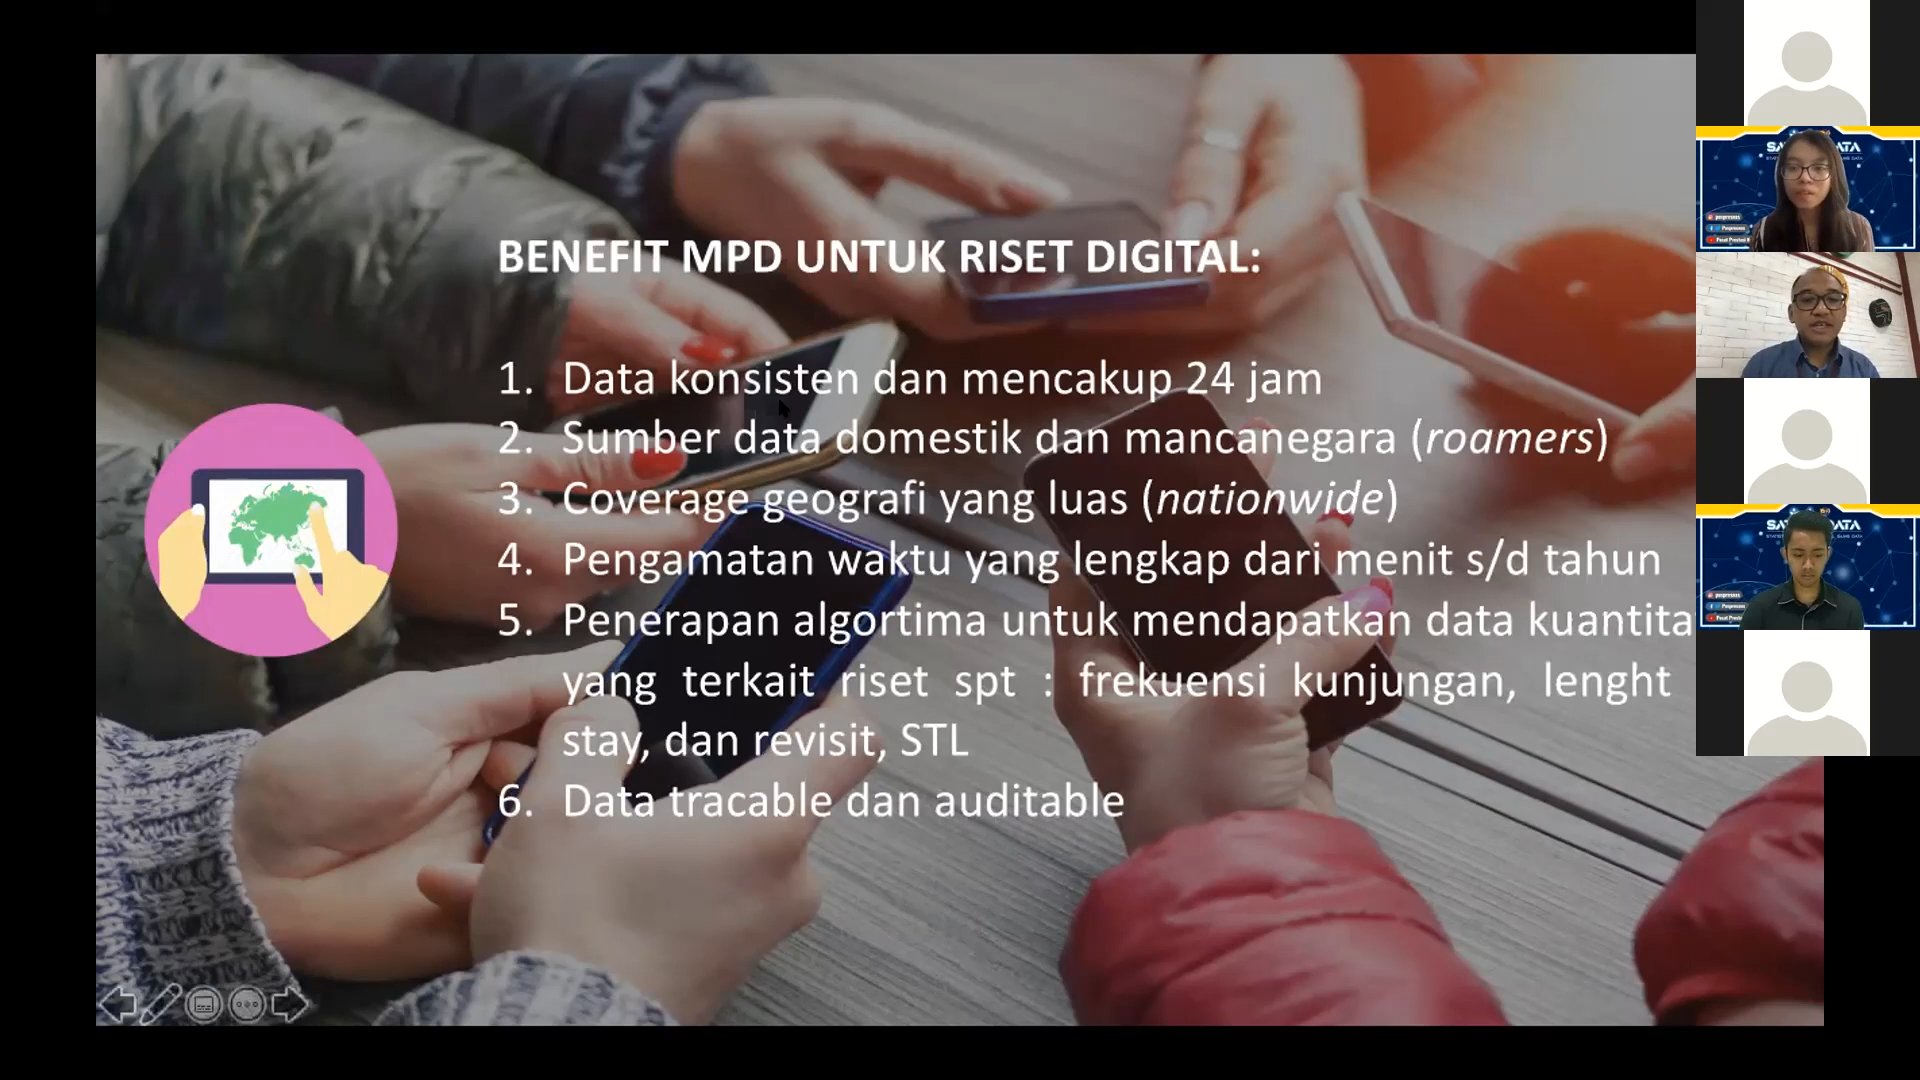 BENEFIT MPD UNTUK RISET DIGITAL:
1. Data konsisten dan mencakup 24 jam
2. Sumber data domestik dan mancanegara (roamers)
3. Coverage geografi yang luas (nationwide)
4. Pengamatan waktu yang lengkap dari menit s/d tahun
5. Penerapan algortima untuk mendapatkan data kuantita
yang terkait riset spt : frekuensi kunjungan, lenght
stay, dan revisit, STL
6. Data tracable dan auditable